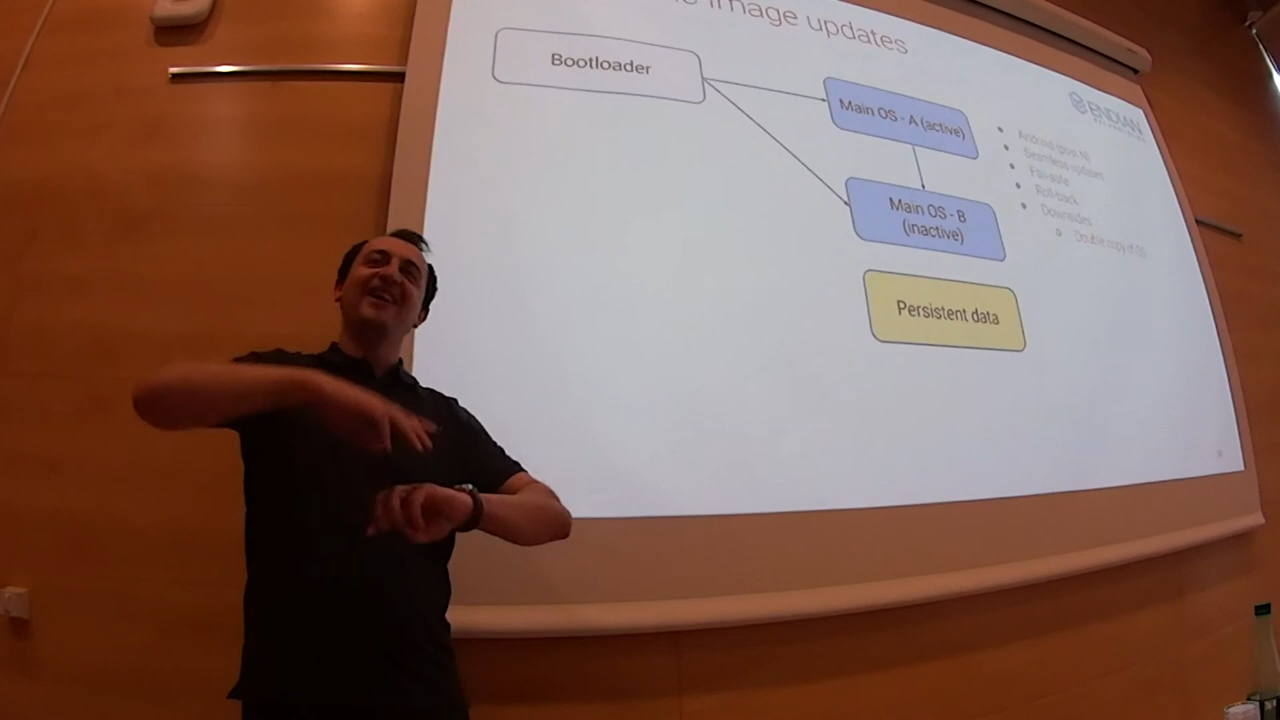 image updates
Bootloader
Main OS - A (active)
Main OS - B
(inactive)
Persistent data
ENDIAN
Android (post N)
Seamless updates
Fail-safe
Roll-back
Downsides
Double copy of OS